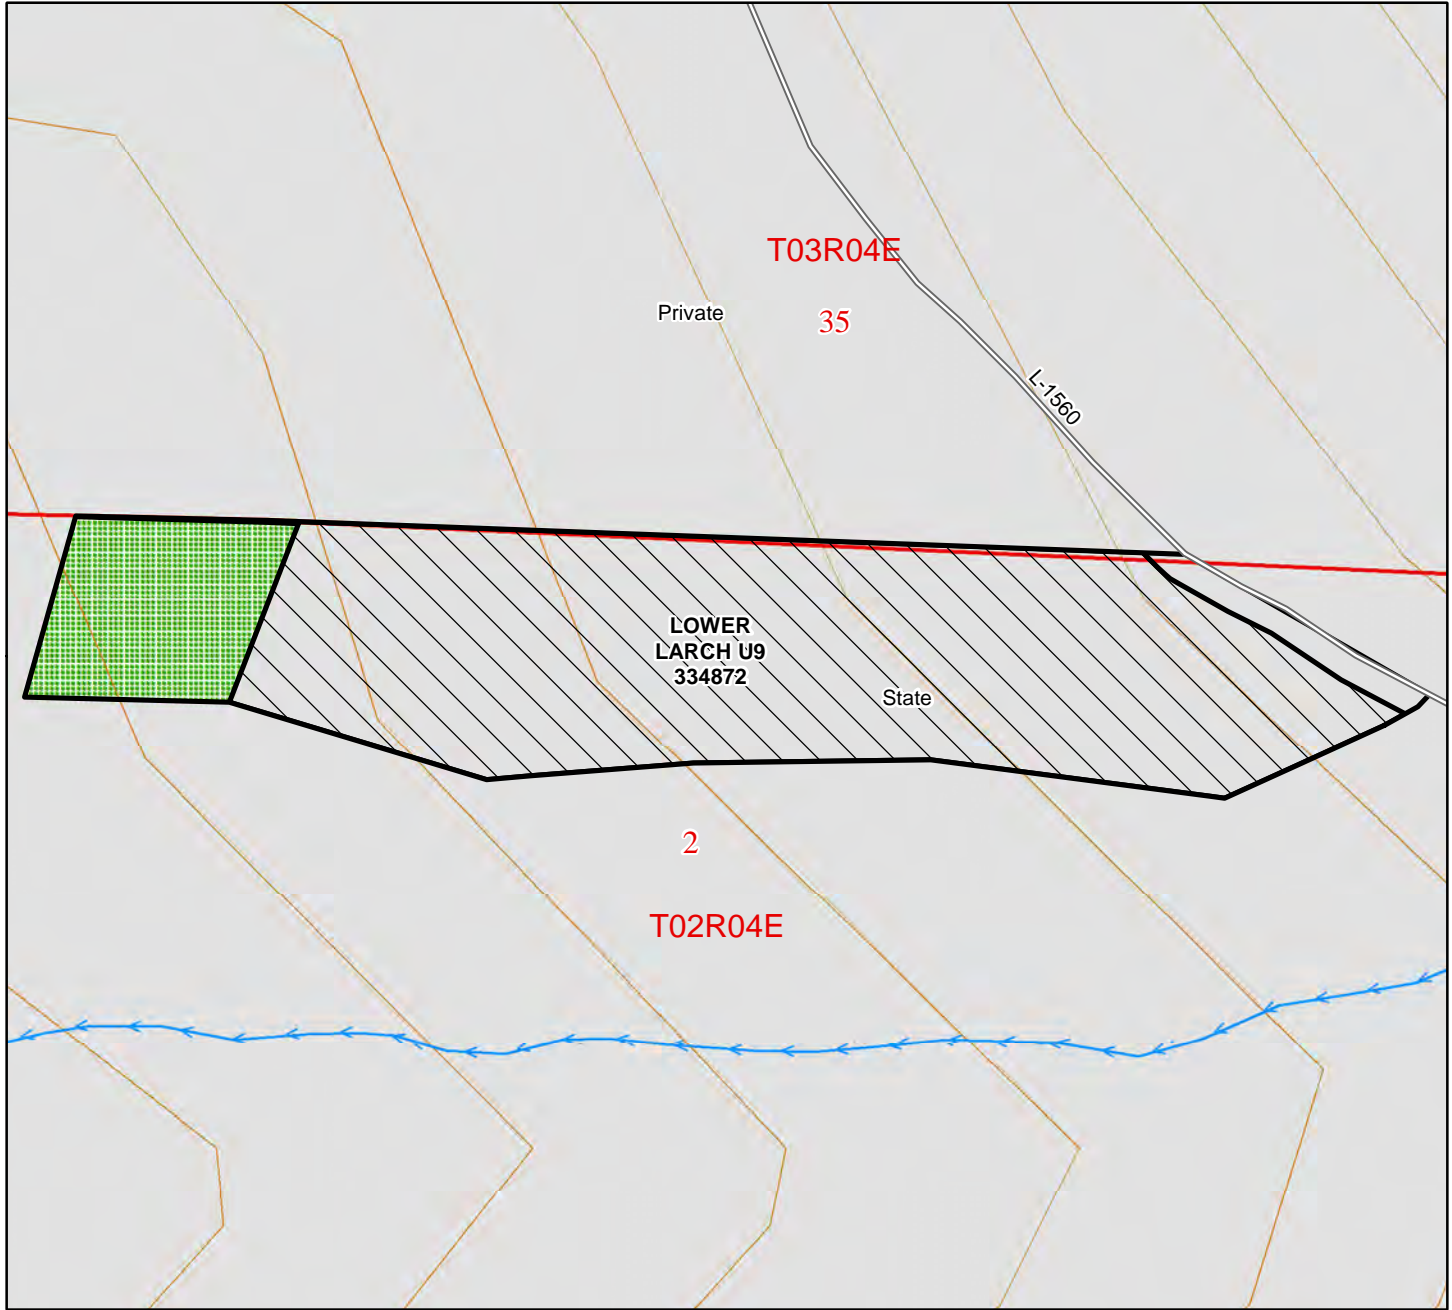 T03R04E
Private
35
L-1560
LOWER
LARCH U9
334872
State
2
T02R04E